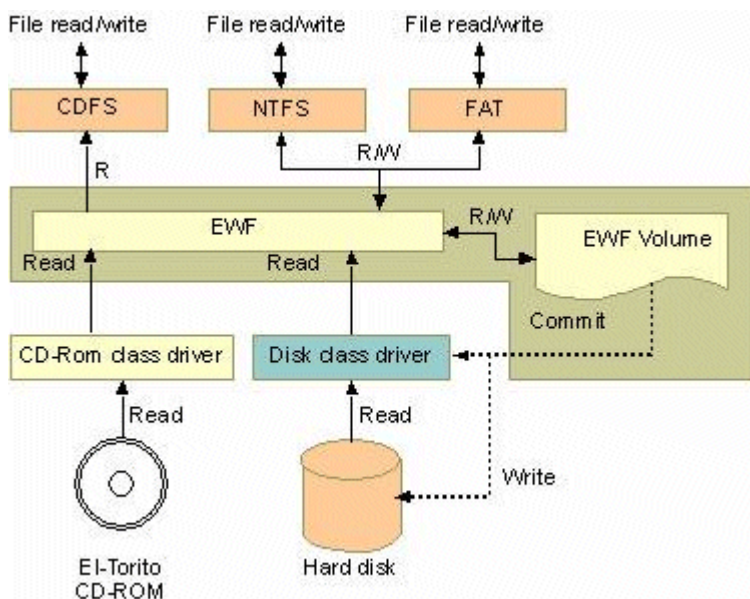 File read/write
File read/write
File read/write
CDFS
NTFS
FAT
R
R/W
EWF
R/W
EWF Volume
Read
Read
Commit
CD-Rom class driver
Disk class driver
Read
Read
Write
El-Torito
CD-ROM
Hard disk